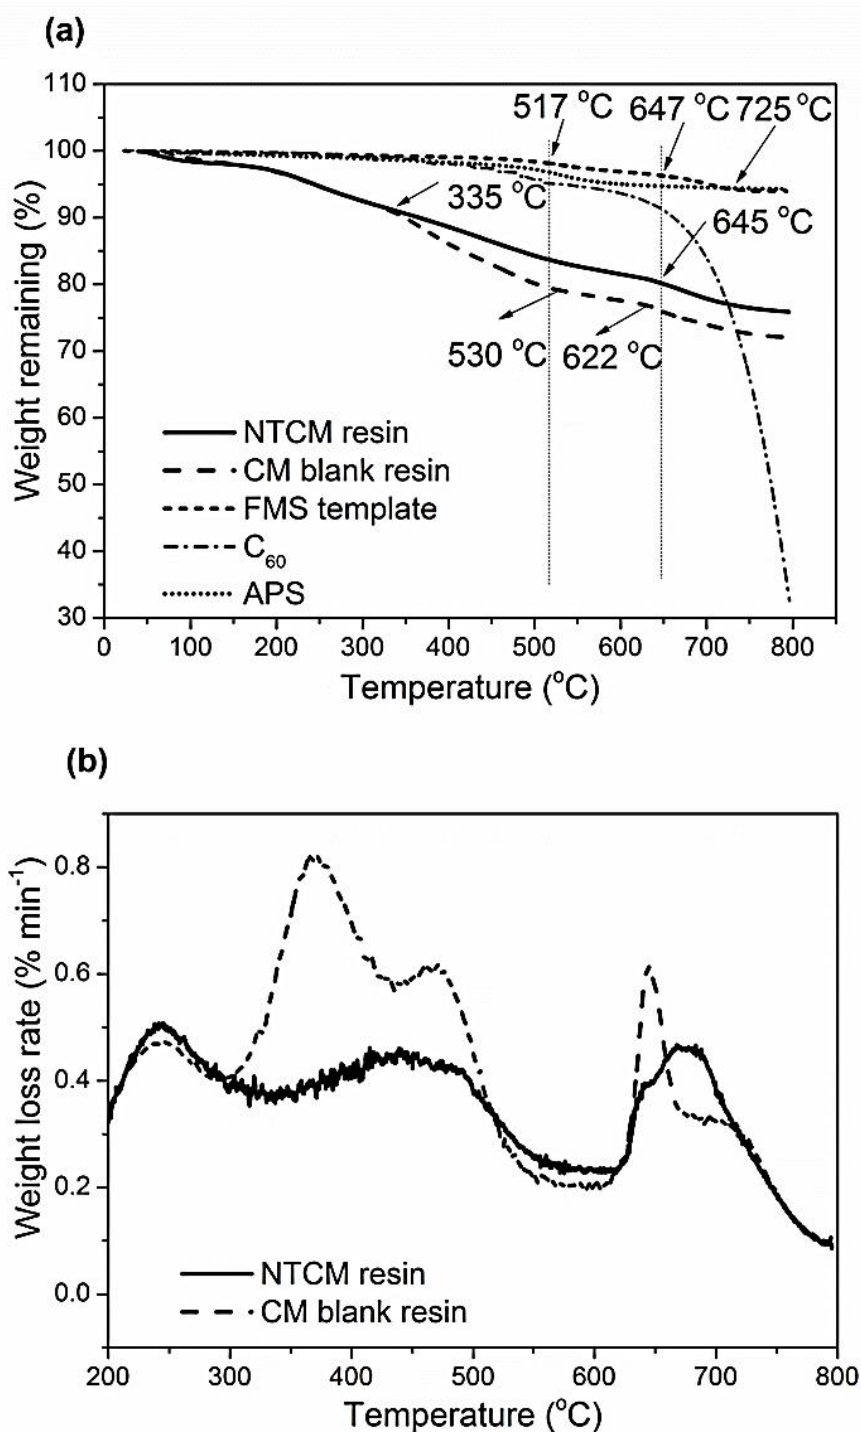 (a)
110
100
90
80
70
60
50
40
30
Weight remaining (%)
517 °C
647 °C
725 °C
335 °C
645 °C
530 °C
622 °C
NTCM resin
CM blank resin
FMS template
C₆₀
APS
0 100 200 300 400 500 600 700 800
Temperature (°C)
(b)
0.8
0.6
0.4
0.2
0.0
Weight loss rate (% min⁻¹)
NTCM resin
CM blank resin
200 300 400 500 600 700 800
Temperature (°C)